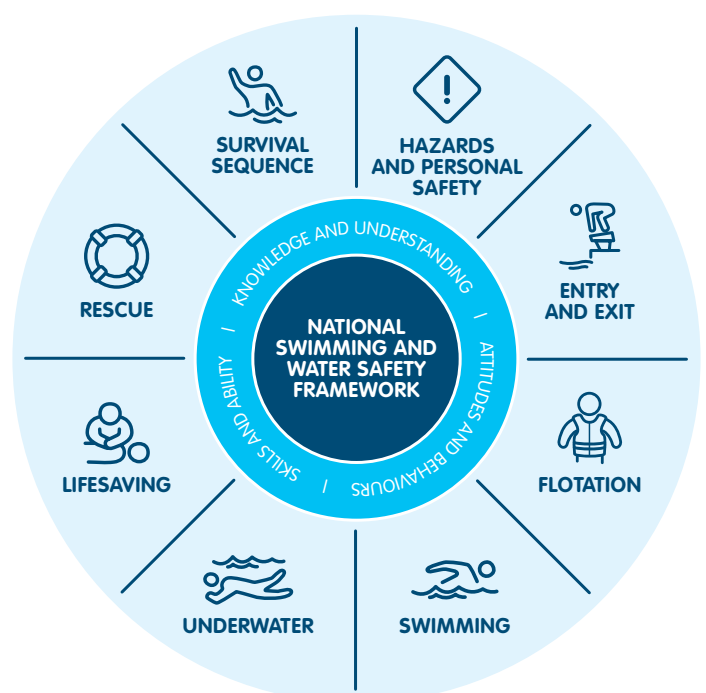 NATIONAL
SWIMMING AND
WATER SAFETY
FRAMEWORK
KNOWLEDGE AND UNDERSTANDING
|
ATTITUDES AND BEHAVIOURS
|
SKILLS AND ABILITY
|
HAZARDS
AND PERSONAL
SAFETY
!
ENTRY
AND EXIT
FLOTATION
SWIMMING
UNDERWATER
LIFESAVING
RESCUE
SURVIVAL
SEQUENCE